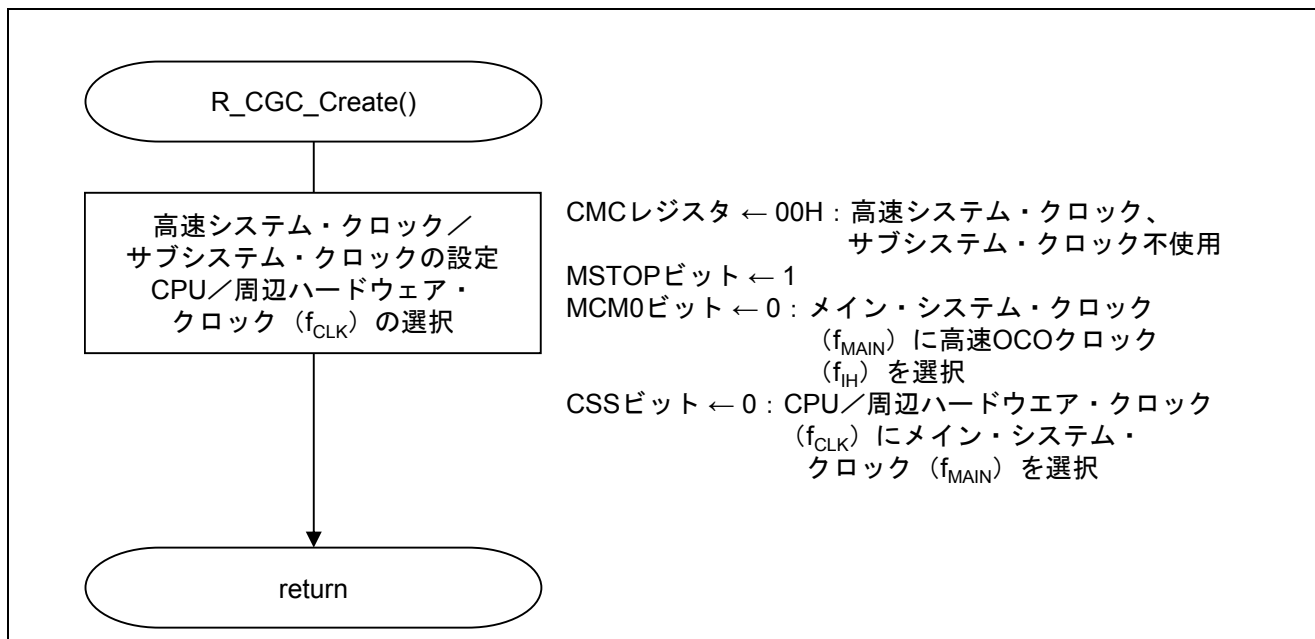 R_CGC_Create()
高速システム・クロック／
サブシステム・クロックの設定
CPU／周辺ハードウェア・
クロック（fCLK）の選択
CMCレジスタ ← 00H：高速システム・クロック、
サブシステム・クロック不使用
MSTOPビット ← 1
MCM0ビット ← 0：メイン・システム・クロック
（fMAIN）に高速OCOクロック
（fIH）を選択
CSSビット ← 0：CPU／周辺ハードウエア・クロック
（fCLK）にメイン・システム・
クロック（fMAIN）を選択
return